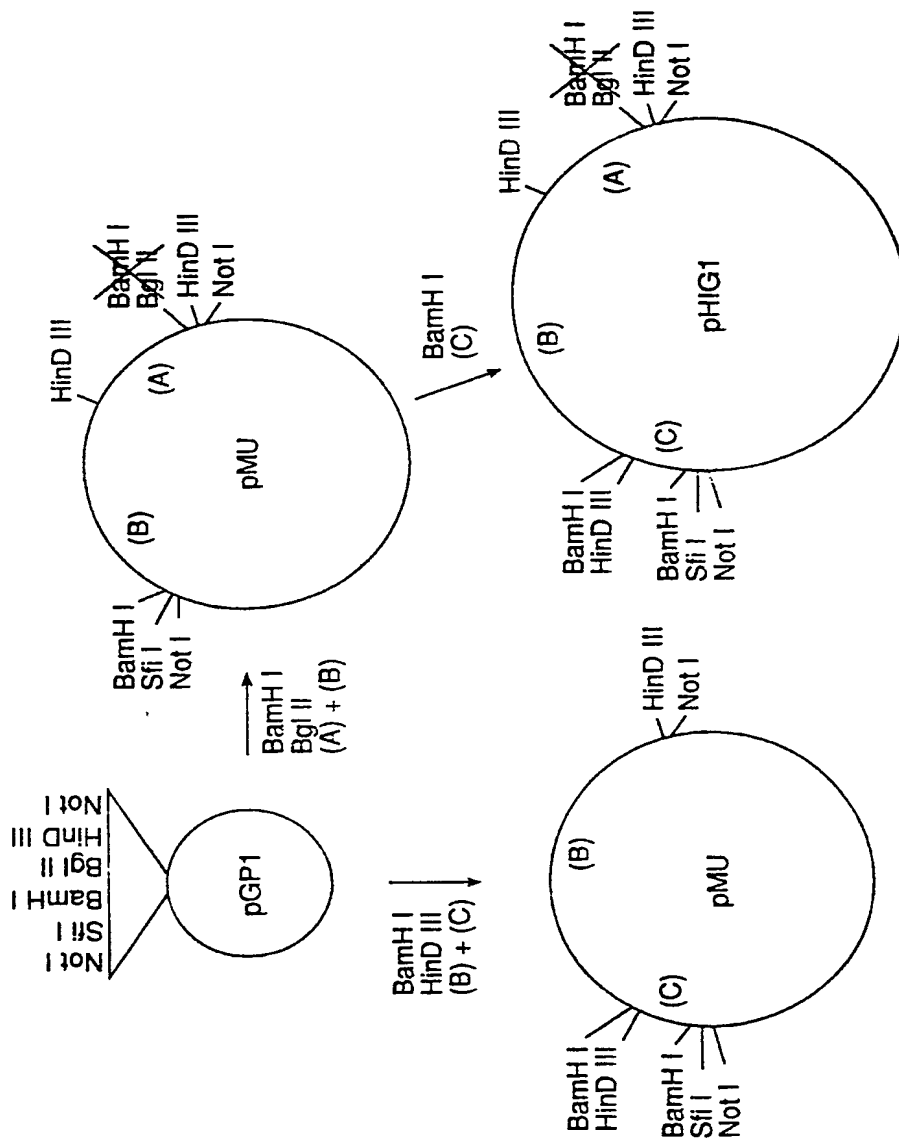 Not I
Sfi I
BamH I
Bgl II
HinD III
Not I
pGP1
BamH I
Bgl II
(A) + (B)
BamH I
Sfi I
Not I
(B)
pMU
(A)
HinD III
BamH I
Bgl II
HinD III
Not I
BamH I
HinD III
(B) + (C)
BamH I
(C)
BamH I
HinD III
(C)
BamH I
Sfi I
Not I
(B)
pMU
HinD III
Not I
BamH I
HinD III
(C)
BamH I
Sfi I
Not I
(B)
pHIG1
(A)
HinD III
BamH I
Bgl II
HinD III
Not I